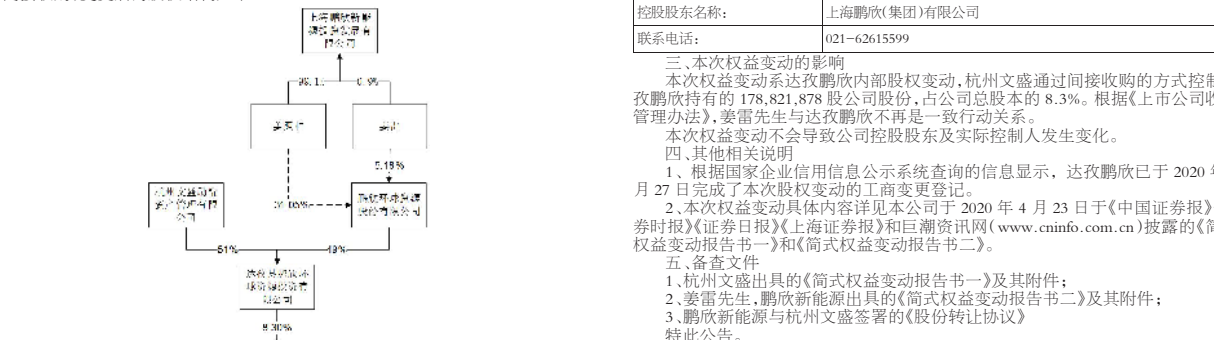 99.1%
0.9%
5.18%
51%
49%
8.30%
控股股东名称:
上海鹏欣(集团)有限公司
联系电话:
021-62615599
三、本次权益变动的影响
本次权益变动系达孜鹏欣内部股权变动,杭州文盛通过间接收购的方式控制
孜鹏欣持有的 178,821,878 股公司股份,占公司总股本的 8.3%。根据《上市公司收
管理办法》,姜雷先生与达孜鹏欣不再是一致行动关系。
本次权益变动不会导致公司控股股东及实际控制人发生变化。
四、其他相关说明
1、根据国家企业信用信息公示系统查询的信息显示，达孜鹏欣已于 2020 年
月 27 日完成了本次股权变动的工商变更登记。
2、本次权益变动具体内容详见本公司于 2020 年 4 月 23 日于《中国证券报》
券时报》《证券日报》《上海证券报》和巨潮资讯网(www.cninfo.com.cn)披露的《简
权益变动报告书一》和《简式权益变动报告书二》。
五、备查文件
1、杭州文盛出具的《简式权益变动报告书一》及其附件;
2、姜雷先生,鹏欣新能源出具的《简式权益变动报告书二》及其附件;
3、鹏欣新能源与杭州文盛签署的《股份转让协议》
特此公告。